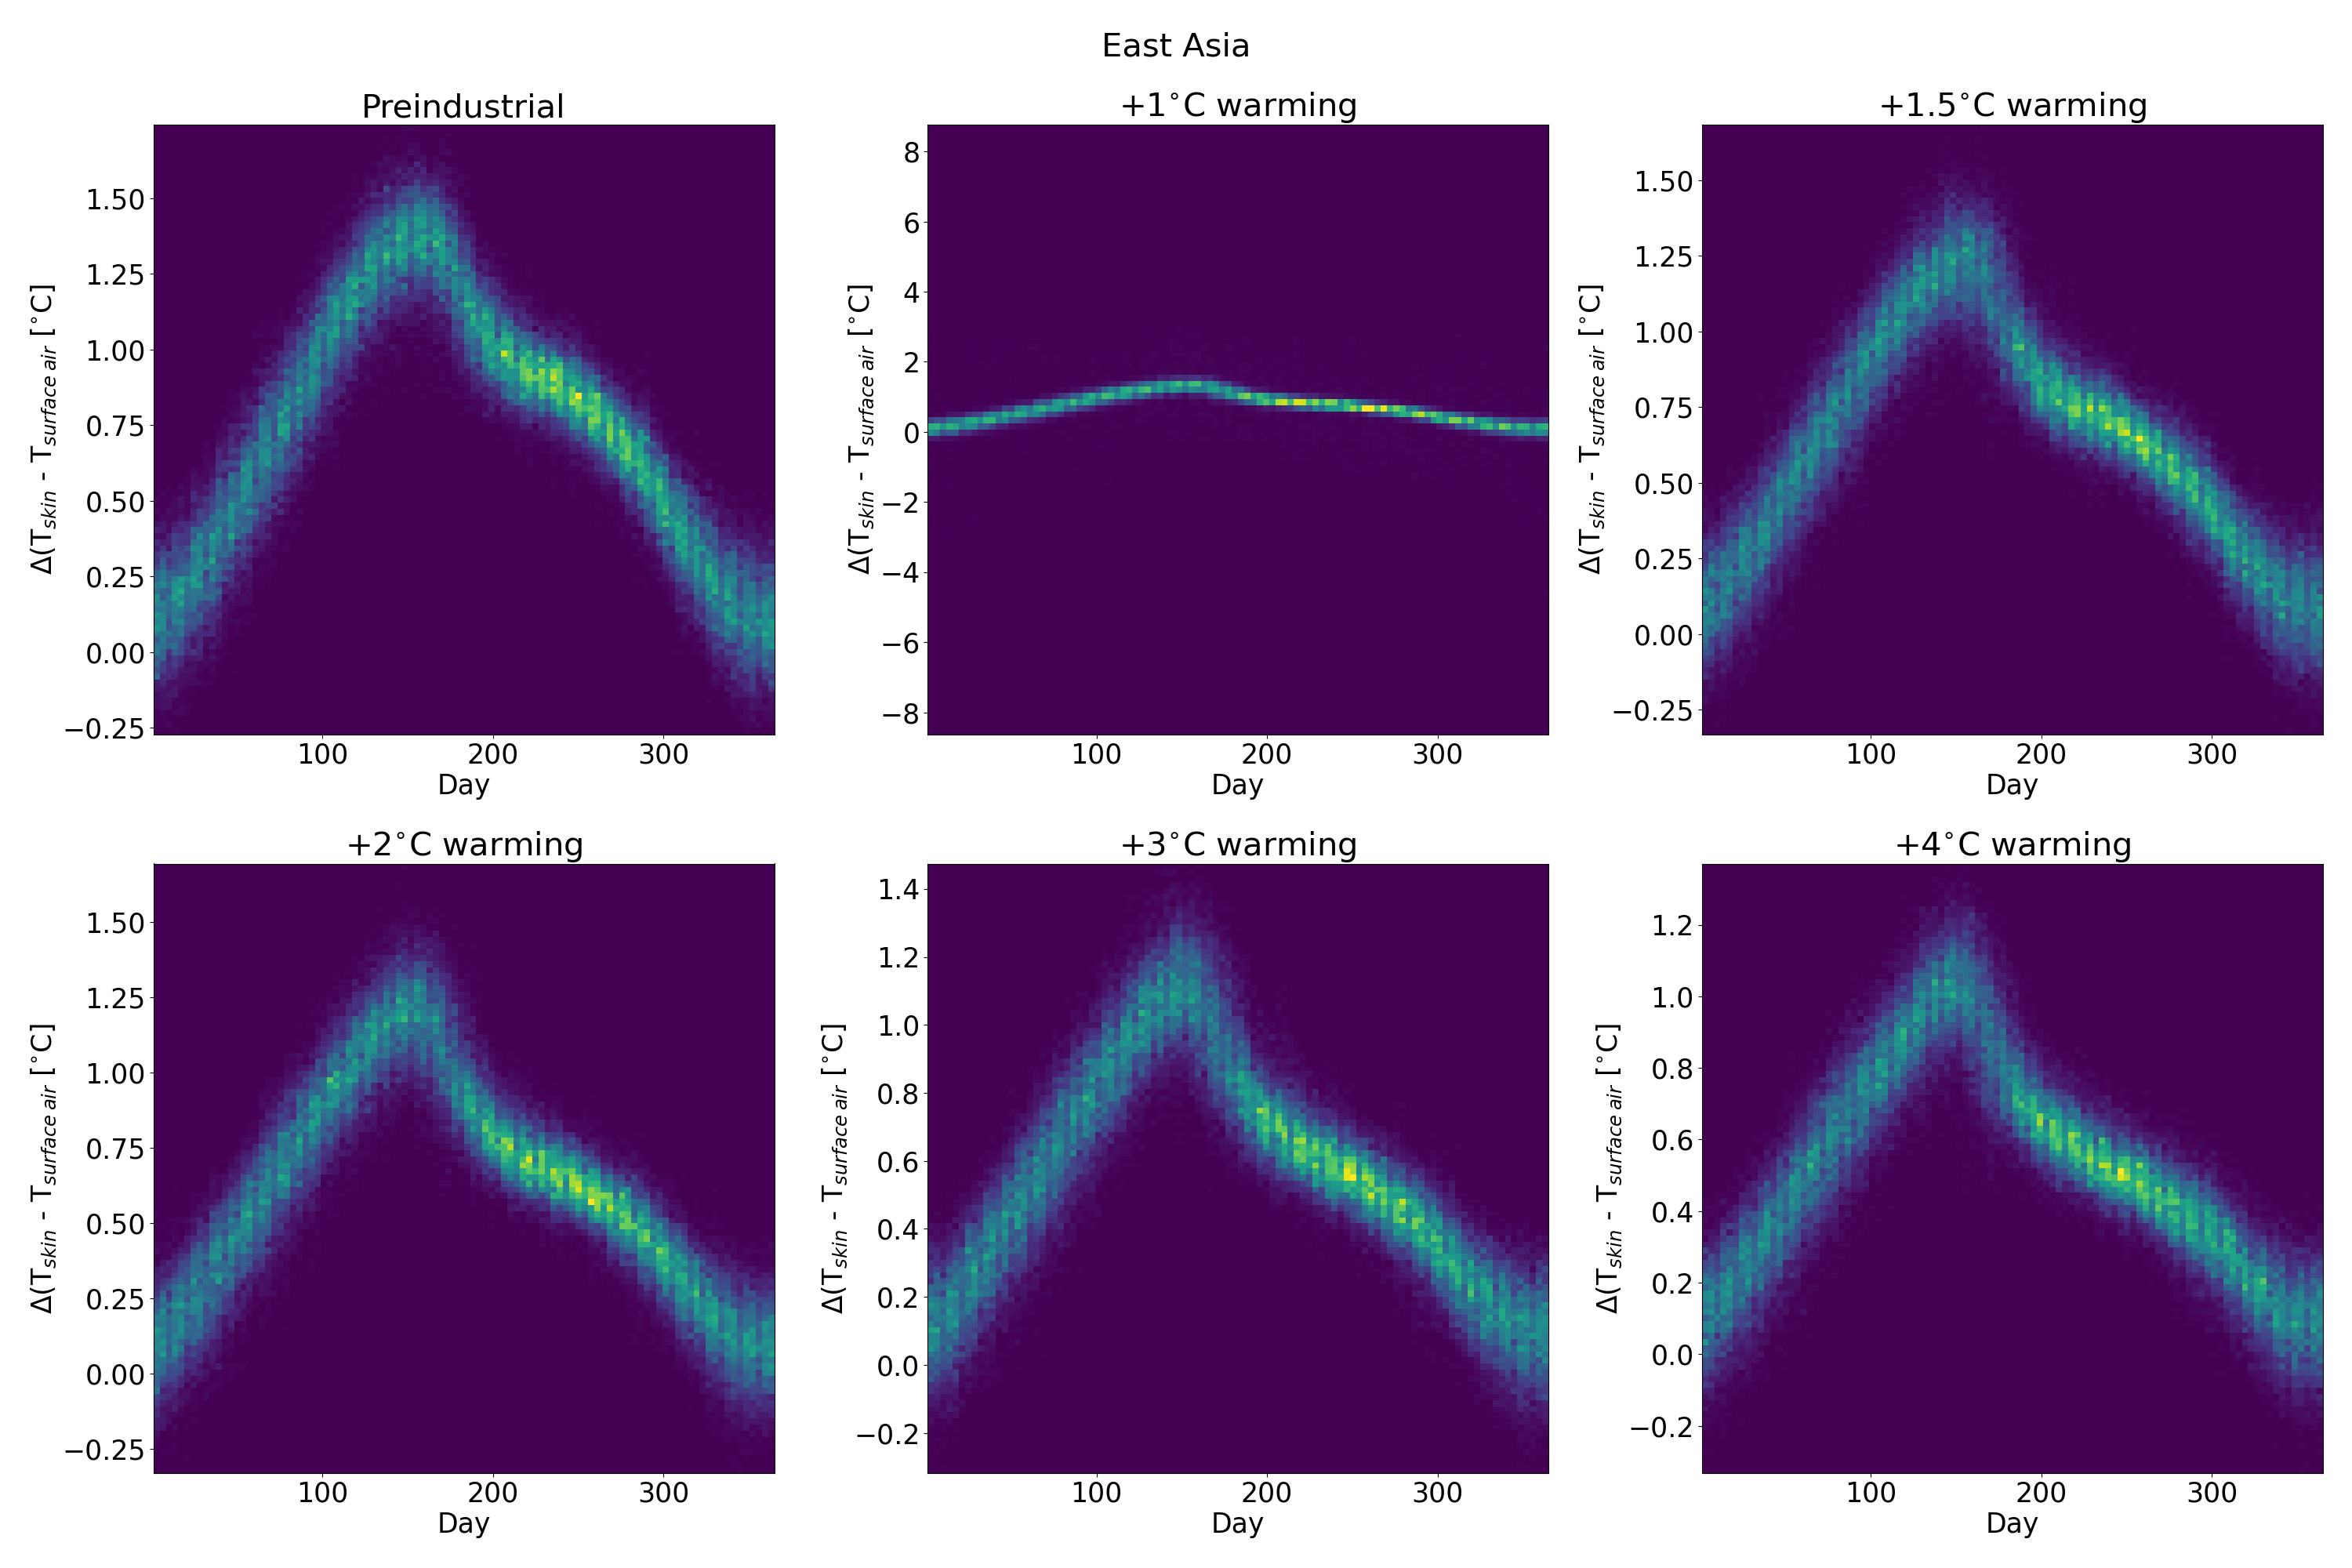 East Asia
Preindustrial
1.50
1.25
1.00
0.75
0.50
0.25
0.00
−0.25
Δ(T_skin - T_surface air [°C]
100 200 300
Day
+1°C warming
8
6
4
2
0
−2
−4
−6
−8
Δ(T_skin - T_surface air [°C]
100 200 300
Day
+1.5°C warming
1.50
1.25
1.00
0.75
0.50
0.25
0.00
−0.25
Δ(T_skin - T_surface air [°C]
100 200 300
Day
+2°C warming
1.50
1.25
1.00
0.75
0.50
0.25
0.00
−0.25
Δ(T_skin - T_surface air [°C]
100 200 300
Day
+3°C warming
1.4
1.2
1.0
0.8
0.6
0.4
0.2
0.0
−0.2
Δ(T_skin - T_surface air [°C]
100 200 300
Day
+4°C warming
1.2
1.0
0.8
0.6
0.4
0.2
0.0
−0.2
Δ(T_skin - T_surface air [°C]
100 200 300
Day